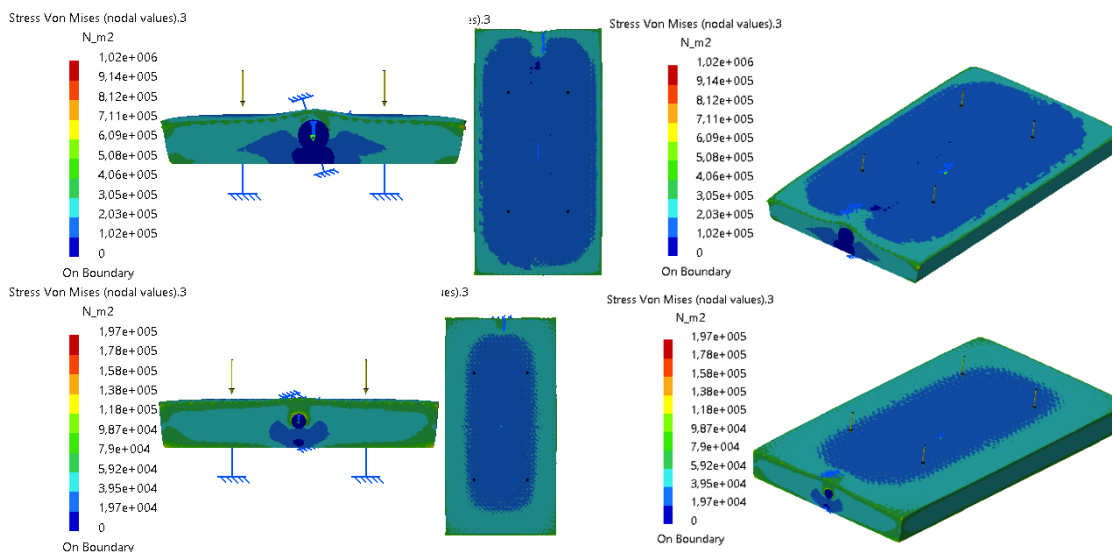 Stress Von Mises (nodal values).3
N_m2
1,02e+006
9,14e+005
8,12e+005
7,11e+005
6,09e+005
5,08e+005
4,06e+005
3,05e+005
2,03e+005
1,02e+005
0
On Boundary
es).3
Stress Von Mises (nodal values).3
N_m2
1,02e+006
9,14e+005
8,12e+005
7,11e+005
6,09e+005
5,08e+005
4,06e+005
3,05e+005
2,03e+005
1,02e+005
0
On Boundary
Stress Von Mises (nodal values).3
N_m2
1,97e+005
1,78e+005
1,58e+005
1,38e+005
1,18e+005
9,87e+004
7,9e+004
5,92e+004
3,95e+004
1,97e+004
0
On Boundary
ues).3
Stress Von Mises (nodal values).3
N_m2
1,97e+005
1,78e+005
1,58e+005
1,38e+005
1,18e+005
9,87e+004
7,9e+004
5,92e+004
3,95e+004
1,97e+004
0
On Boundary